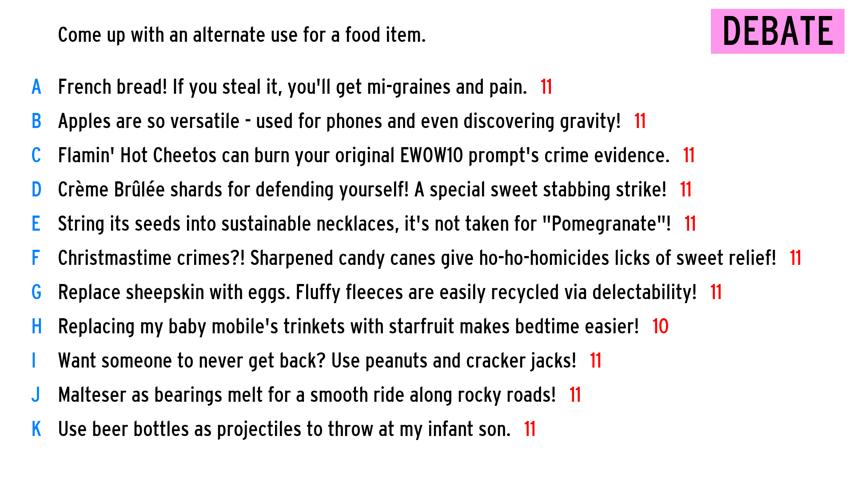 Come up with an alternate use for a food item.
DEBATE
A French bread! If you steal it, you'll get mi-graines and pain. 11
B Apples are so versatile - used for phones and even discovering gravity! 11
C Flamin' Hot Cheetos can burn your original EWOW10 prompt's crime evidence. 11
D Crème Brûlée shards for defending yourself! A special sweet stabbing strike! 11
E String its seeds into sustainable necklaces, it's not taken for "Pomegranate"! 11
F Christmastime crimes?! Sharpened candy canes give ho-ho-homicides licks of sweet relief! 11
G Replace sheepskin with eggs. Fluffy fleeces are easily recycled via delectability! 11
H Replacing my baby mobile's trinkets with starfruit makes bedtime easier! 10
I Want someone to never get back? Use peanuts and cracker jacks! 11
J Malteser as bearings melt for a smooth ride along rocky roads! 11
K Use beer bottles as projectiles to throw at my infant son. 11